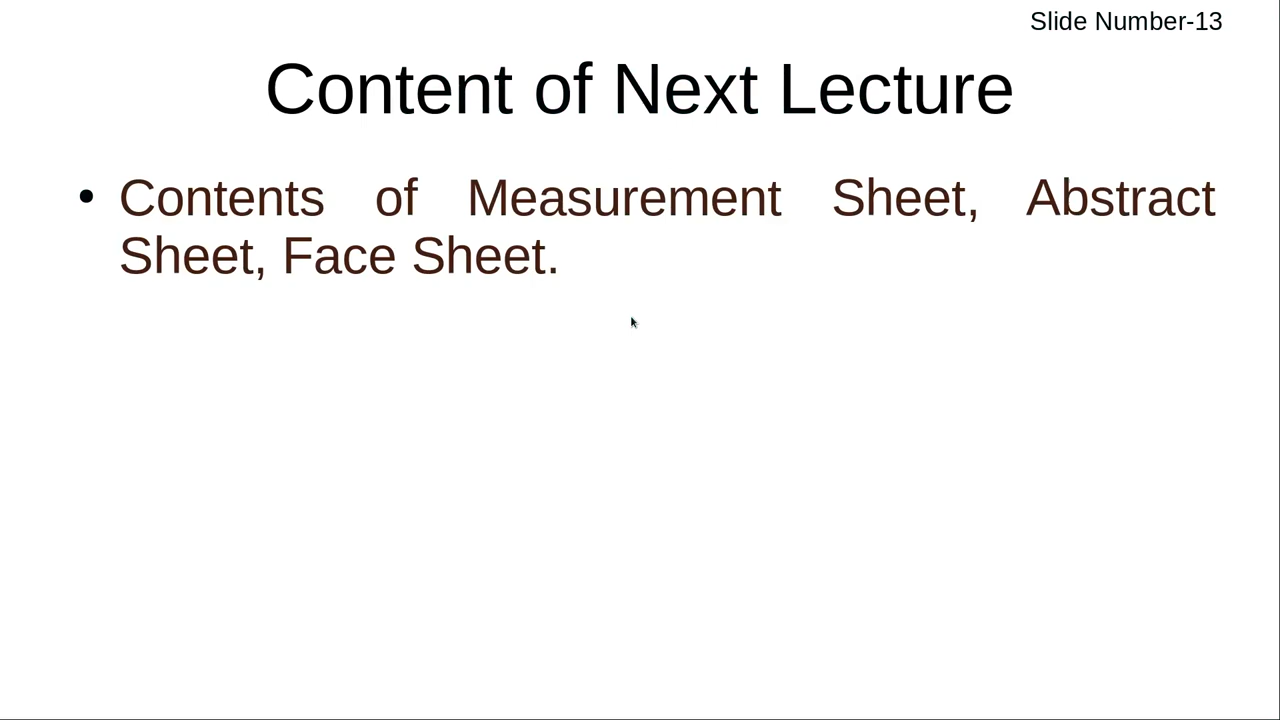 Slide Number-13
Content of Next Lecture
• Contents of Measurement Sheet, Abstract
Sheet, Face Sheet.